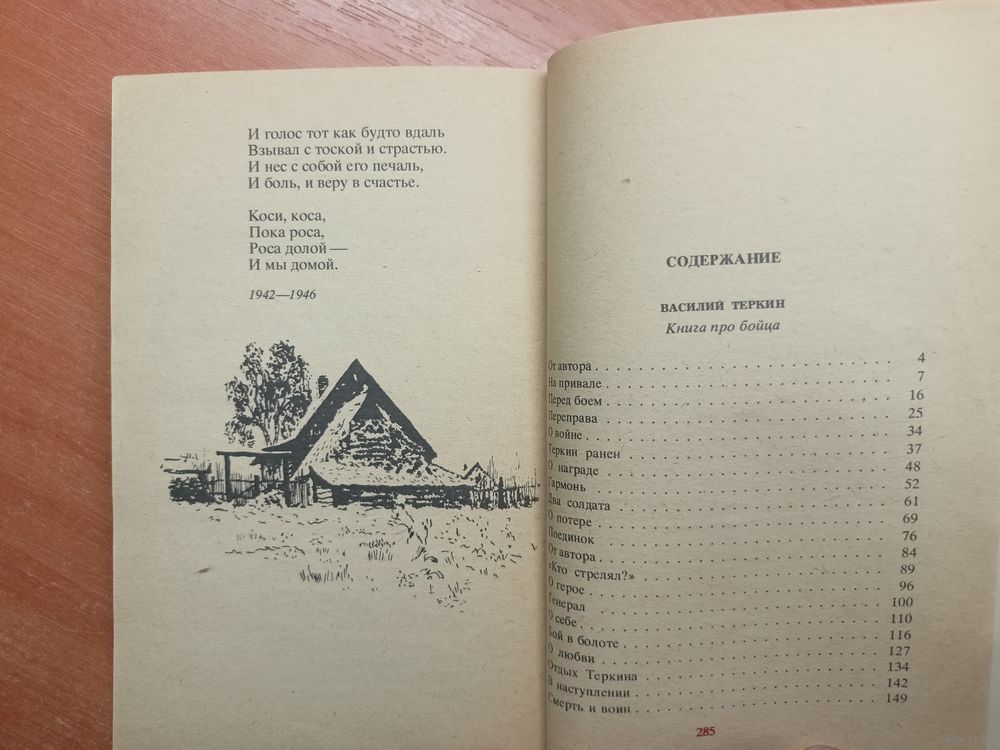 И голос тот как будто вдаль
Взывал с тоской и страстью.
И нес с собой его печаль,
И боль, и веру в счастье.
Коси, коса,
Пока роса,
Роса долой —
И мы домой.
1942—1946
СОДЕРЖАНИЕ
ВАСИЛИЙ ТЕРКИН
Книга про бойца
От автора . . . . . . . . . . 4
На привале . . . . . . . . . . 7
Перед боем . . . . . . . . . . 16
Переправа . . . . . . . . . . 25
О войне . . . . . . . . . . 34
Теркин ранен . . . . . . . . . . 37
О награде . . . . . . . . . . 48
Гармонь . . . . . . . . . . 52
Два солдата . . . . . . . . . . 61
О потере . . . . . . . . . . 69
Поединок . . . . . . . . . . 76
От автора . . . . . . . . . . 84
«Кто стрелял?» . . . . . . . . . . 89
О герое . . . . . . . . . . 96
Генерал . . . . . . . . . . 100
О себе . . . . . . . . . . 110
Бой в болоте . . . . . . . . . . 116
О любви . . . . . . . . . . 127
Отдых Теркина . . . . . . . . . . 134
В наступлении . . . . . . . . . . 142
Смерть и воин . . . . . . . . . . 149
285